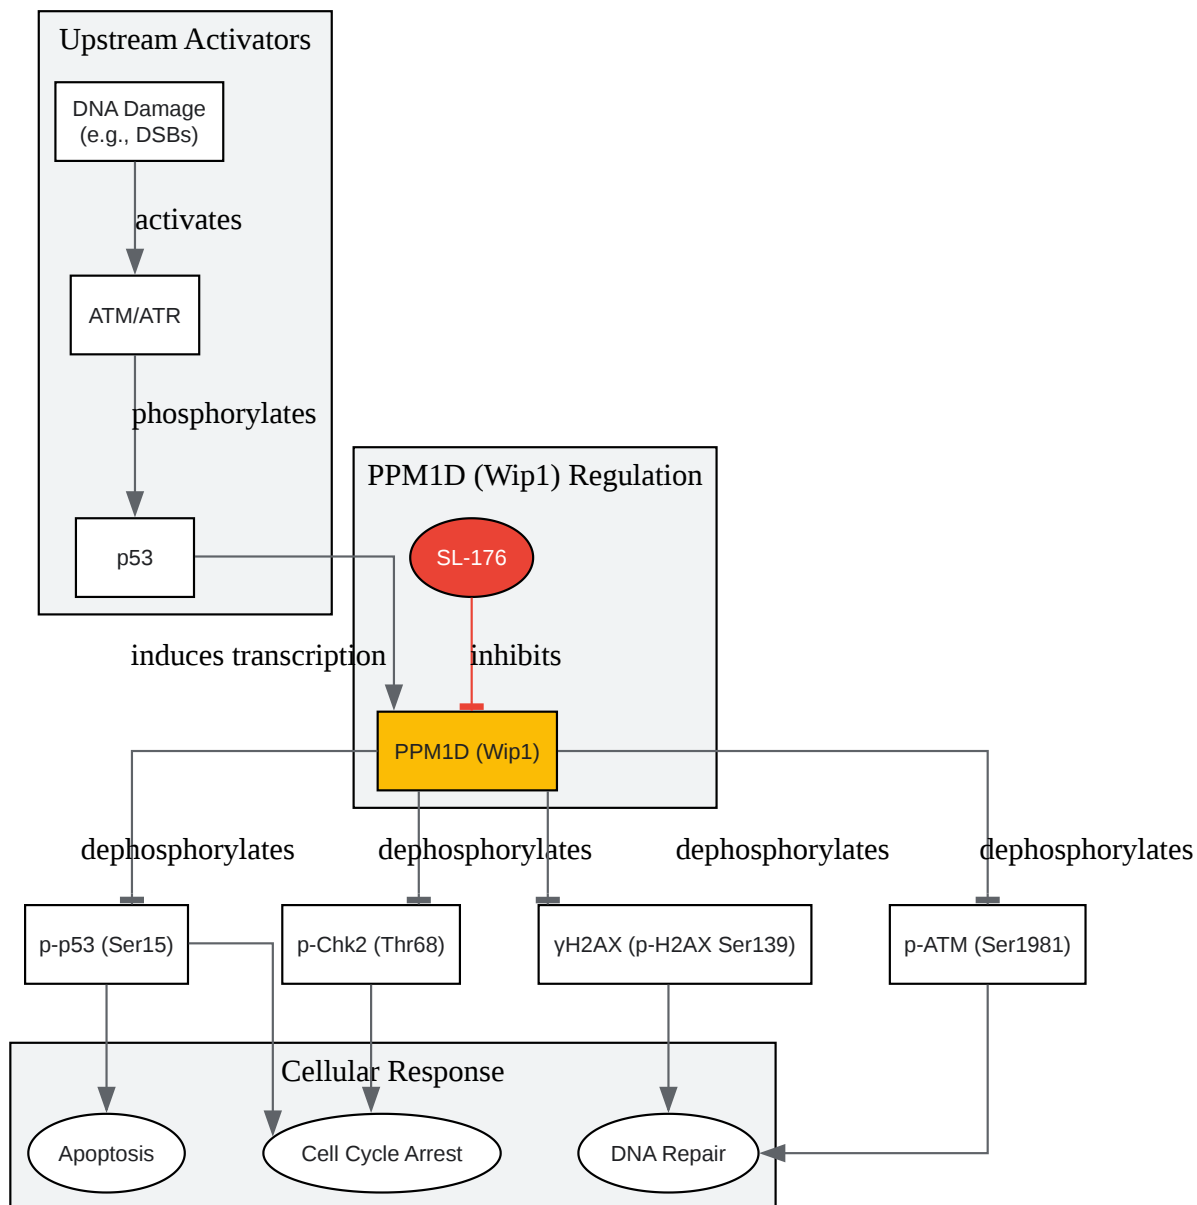 Upstream Activators
DNA Damage
(e.g., DSBs)
activates
ATM/ATR
phosphorylates
PPM1D (Wip1) Regulation
p53
SL-176
induces transcription
inhibits
PPM1D (Wip1)
dephosphorylates
dephosphorylates
dephosphorylates
dephosphorylates
p-p53 (Ser15)
p-Chk2 (Thr68)
γH2AX (p-H2AX Ser139)
p-ATM (Ser1981)
Cellular Response
Apoptosis
Cell Cycle Arrest
DNA Repair